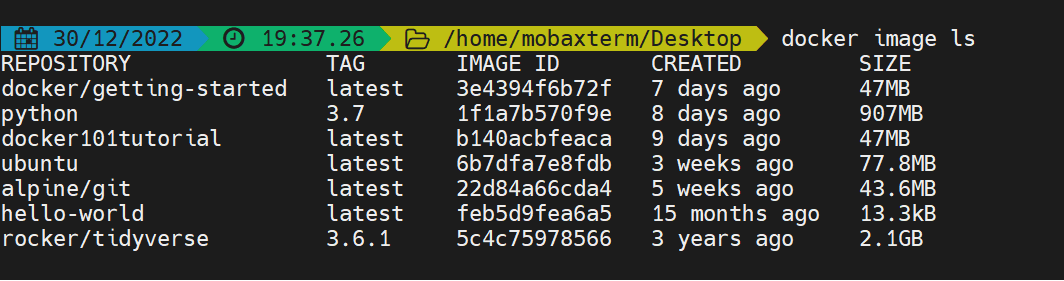 30/12/2022 19:37.26 /home/mobaxterm/Desktop docker image ls
REPOSITORY TAG IMAGE ID CREATED SIZE
docker/getting-started latest 3e4394f6b72f 7 days ago 47MB
python 3.7 1f1a7b570f9e 8 days ago 907MB
docker101tutorial latest b140acbfeaca 9 days ago 47MB
ubuntu latest 6b7dfa7e8fdb 3 weeks ago 77.8MB
alpine/git latest 22d84a66cda4 5 weeks ago 43.6MB
hello-world latest feb5d9fea6a5 15 months ago 13.3kB
rocker/tidyverse 3.6.1 5c4c75978566 3 years ago 2.1GB